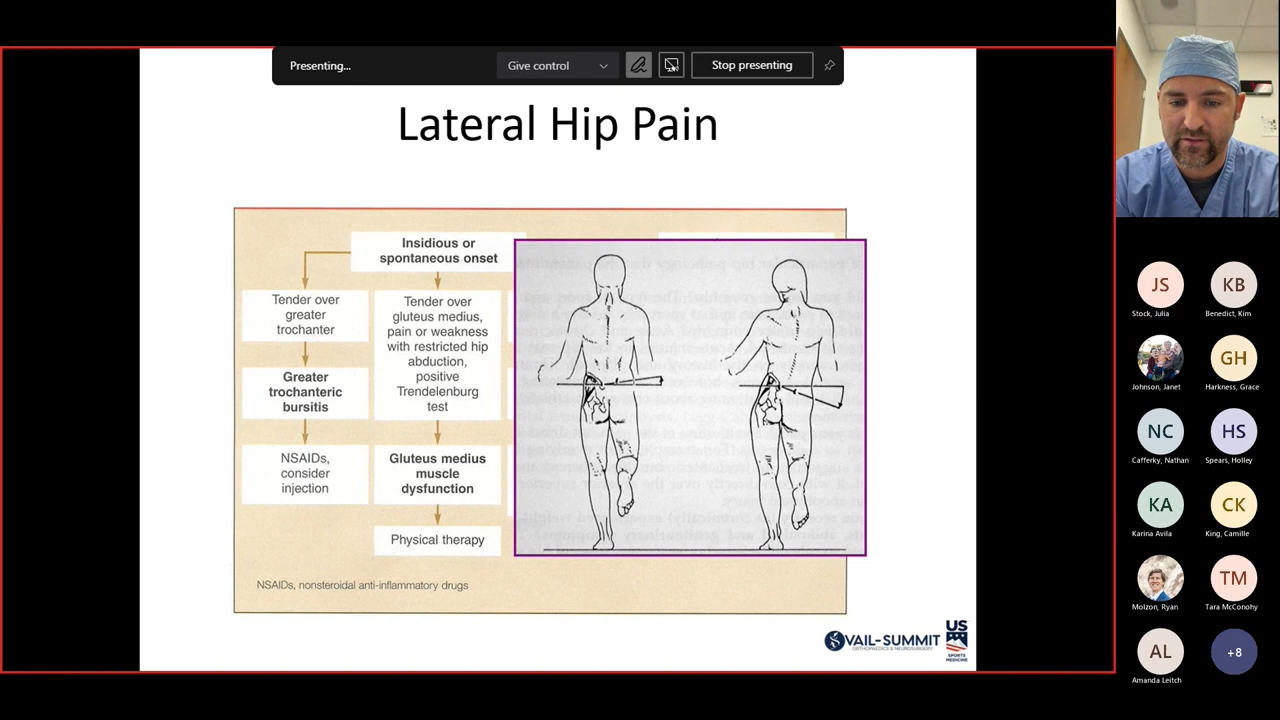 Presenting...
Give control
Stop presenting
Lateral Hip Pain
Insidious or
spontaneous onset
Tender over
greater
trochanter
Greater
trochanteric
bursitis
NSAIDs,
consider
injection
Tender over
gluteus medius,
pain or weakness
with restricted hip
abduction,
positive
Trendelenburg
test
Gluteus medius
muscle
dysfunction
Physical therapy
NSAIDs, nonsteroidal anti-inflammatory drugs
VAIL-SUMMIT
ORTHOPAEDICS & NEUROSURGERY
US
SPORTS
MEDICINE
JS
Stock, Julia
KB
Benedict, Kim
Johnson, Janet
GH
Harkness, Grace
NC
Cafferky, Nathan
HS
Spears, Holley
KA
Karina Avila
CK
King, Camille
Molzon, Ryan
TM
Tara McConohy
AL
Amanda Leitch
+8